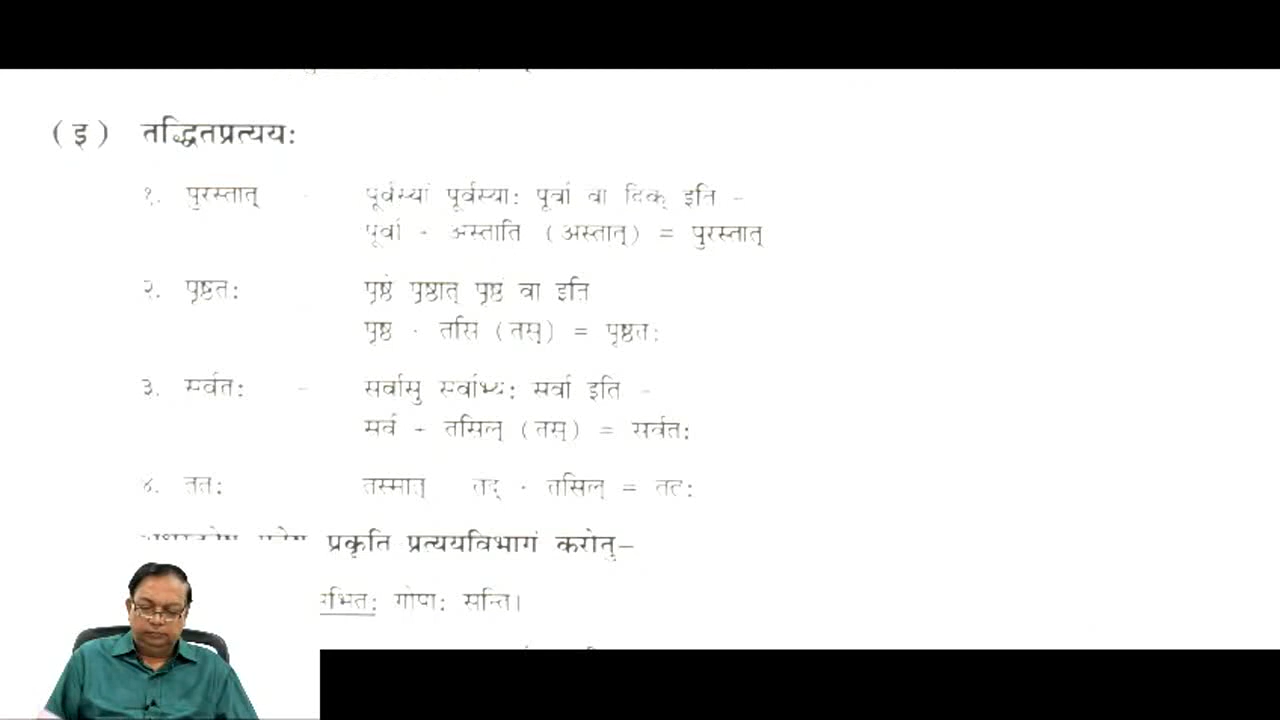 (इ) तद्धितप्रत्ययः
१. पुरस्तात् - पूर्वस्यां पूर्वस्याः पूर्वा वा दिक् इति -
पूर्वा + अस्ताति (अस्तात्) = पुरस्तात्
२. पृष्ठतः पृष्ठे पृष्ठात् पृष्ठं वा इति
पृष्ठ + तसि (तस्) = पृष्ठतः
३. सर्वतः - सर्वासु सर्वाभ्यः सर्वा इति -
सर्व + तसिल् (तस्) = सर्वतः
४. ततः तस्मात् तद् + तसिल् = ततः
प्रकृति प्रत्ययविभागं करोतु–
गोपाः सन्ति।